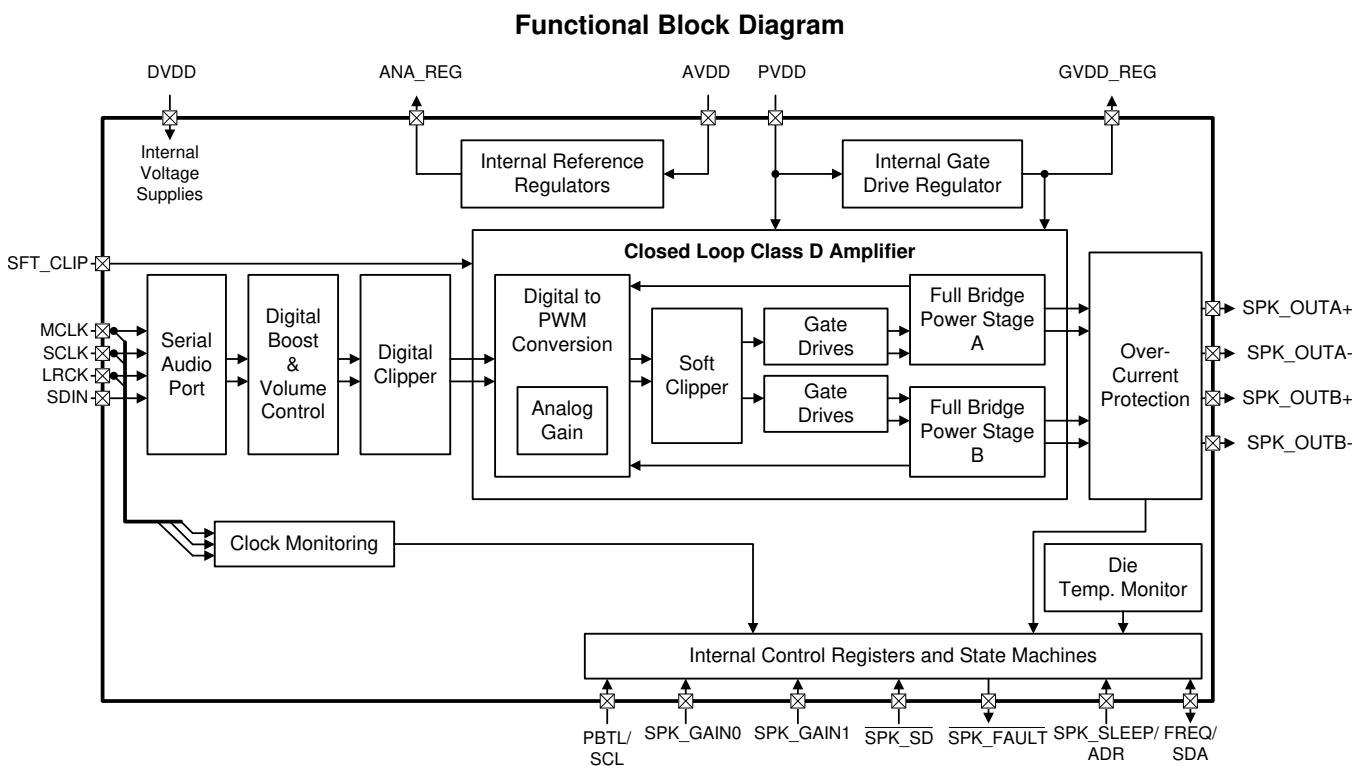 Functional Block Diagram
DVDD
ANA_REG
AVDD
PVDD
GVDD_REG
Internal
Voltage
Supplies
Internal Reference
Regulators
Internal Gate
Drive Regulator
SFT_CLIP
MCLK
SCLK
LRCK
SDIN
Serial
Audio
Port
Digital
Boost
&
Volume
Control
Digital
Clipper
Closed Loop Class D Amplifier
Digital to
PWM
Conversion
Analog
Gain
Soft
Clipper
Gate
Drives
Gate
Drives
Full Bridge
Power Stage
A
Full Bridge
Power Stage
B
Over-
Current
Protection
SPK_OUTA+
SPK_OUTA-
SPK_OUTB+
SPK_OUTB-
Clock Monitoring
Die
Temp. Monitor
Internal Control Registers and State Machines
PBTL/
SCL
SPK_GAIN0
SPK_GAIN1
SPK_SD
SPK_FAULT
SPK_SLEEP/
ADR
FREQ/
SDA